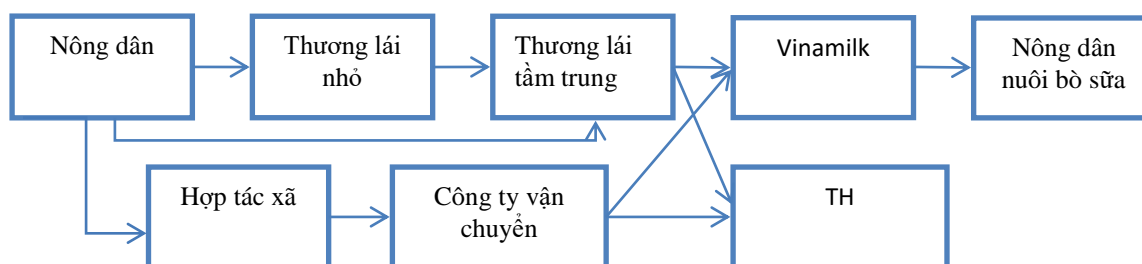 Nông dân
Thương lái
nhỏ
Thương lái
tầm trung
Vinamilk
Nông dân
nuôi bò sữa
Hợp tác xã
Công ty vận
chuyển
TH